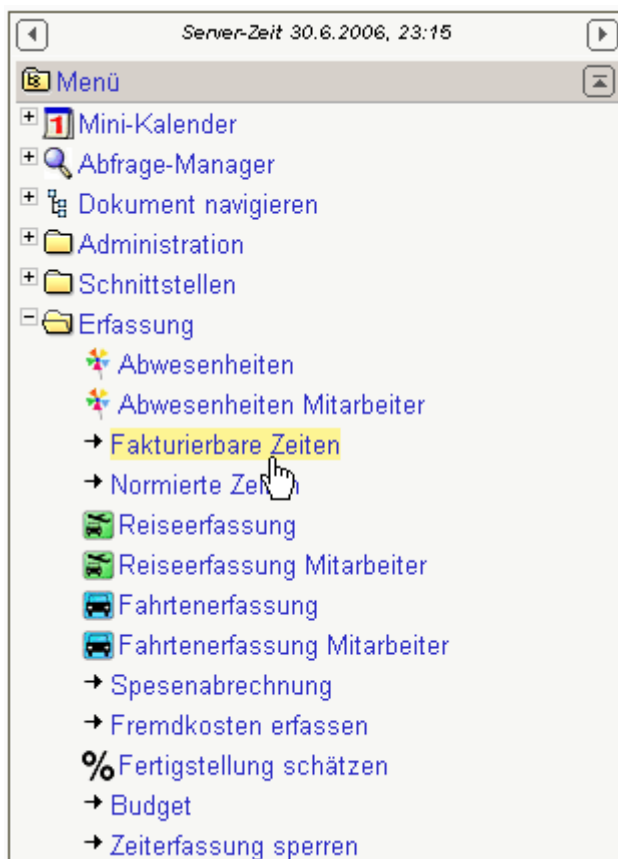 Server-Zeit 30.6.2006, 23:15
Menü
1 Mini-Kalender
Abfrage-Manager
Dokument navigieren
Administration
Schnittstellen
Erfassung
Abwesenheiten
Abwesenheiten Mitarbeiter
Fakturierbare Zeiten
Normierte
Reiseerfassung
Reiseerfassung Mitarbeiter
Fahrtenerfassung
Fahrtenerfassung Mitarbeiter
Spesenabrechnung
Fremdkosten erfassen
% Fertigstellung schätzen
Budget
Zeiterfassung sperren